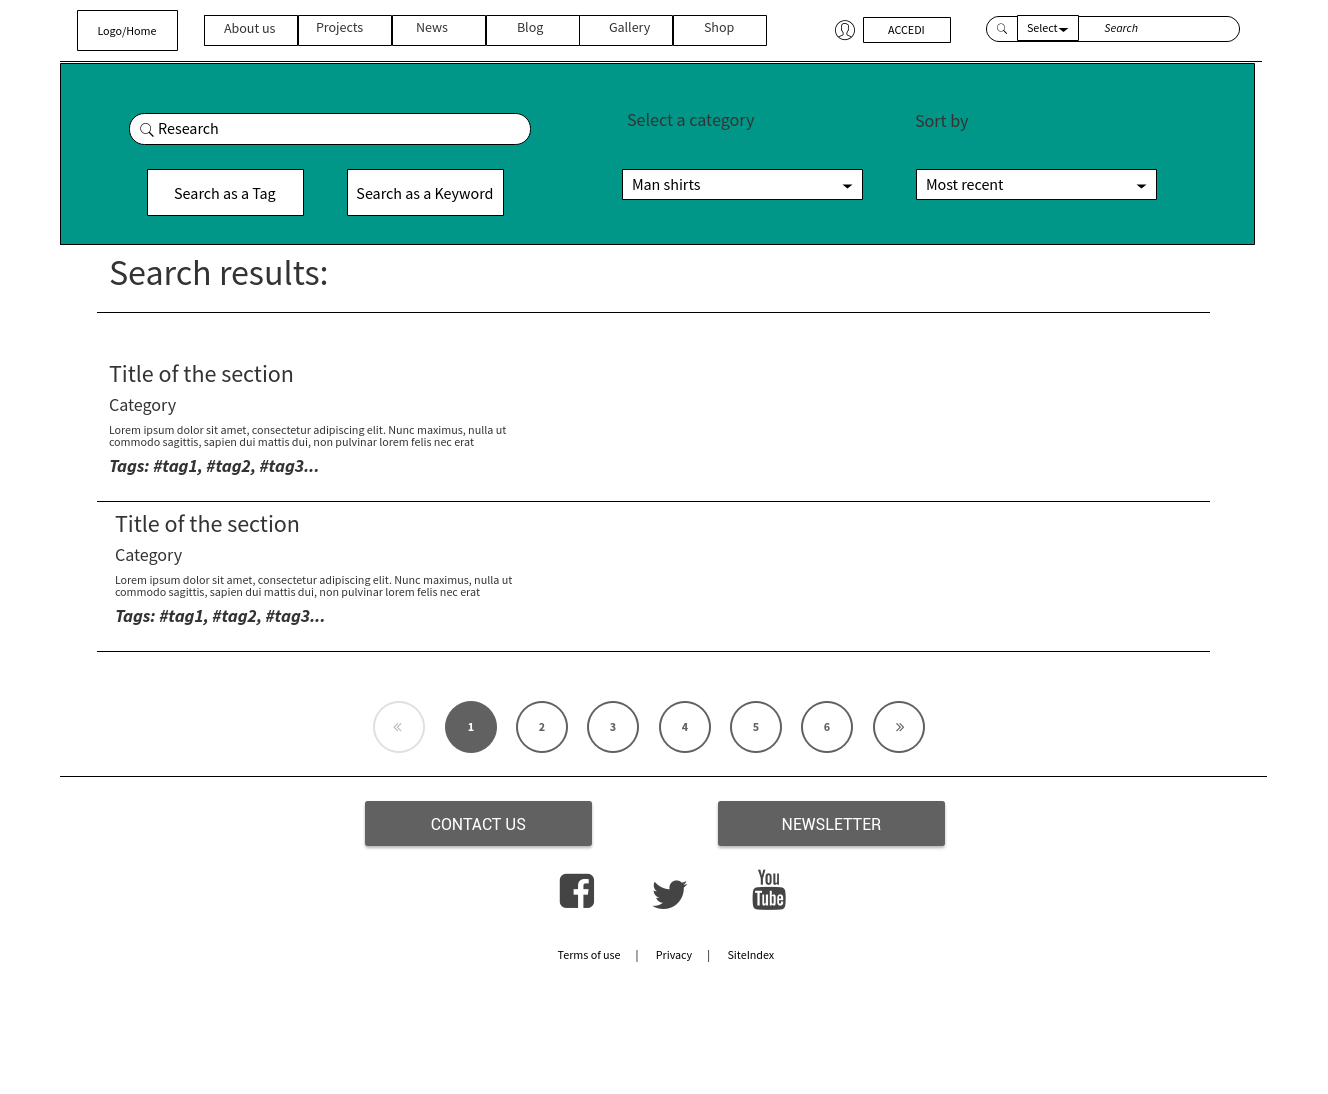 Logo/Home
About us
Projects
News
Blog
Gallery
Shop
ACCEDI
Select
Search
Research
Search as a Tag
Search as a Keyword
Select a category
Man shirts
Sort by
Most recent
Search results:
Title of the section
Category
Lorem ipsum dolor sit amet, consectetur adipiscing elit. Nunc maximus, nulla ut
commodo sagittis, sapien dui mattis dui, non pulvinar lorem felis nec erat
Tags: #tag1, #tag2, #tag3...
Title of the section
Category
Lorem ipsum dolor sit amet, consectetur adipiscing elit. Nunc maximus, nulla ut
commodo sagittis, sapien dui mattis dui, non pulvinar lorem felis nec erat
Tags: #tag1, #tag2, #tag3...
« 1 2 3 4 5 6 »
CONTACT US
NEWSLETTER
You
Tube
Terms of use | Privacy | SiteIndex